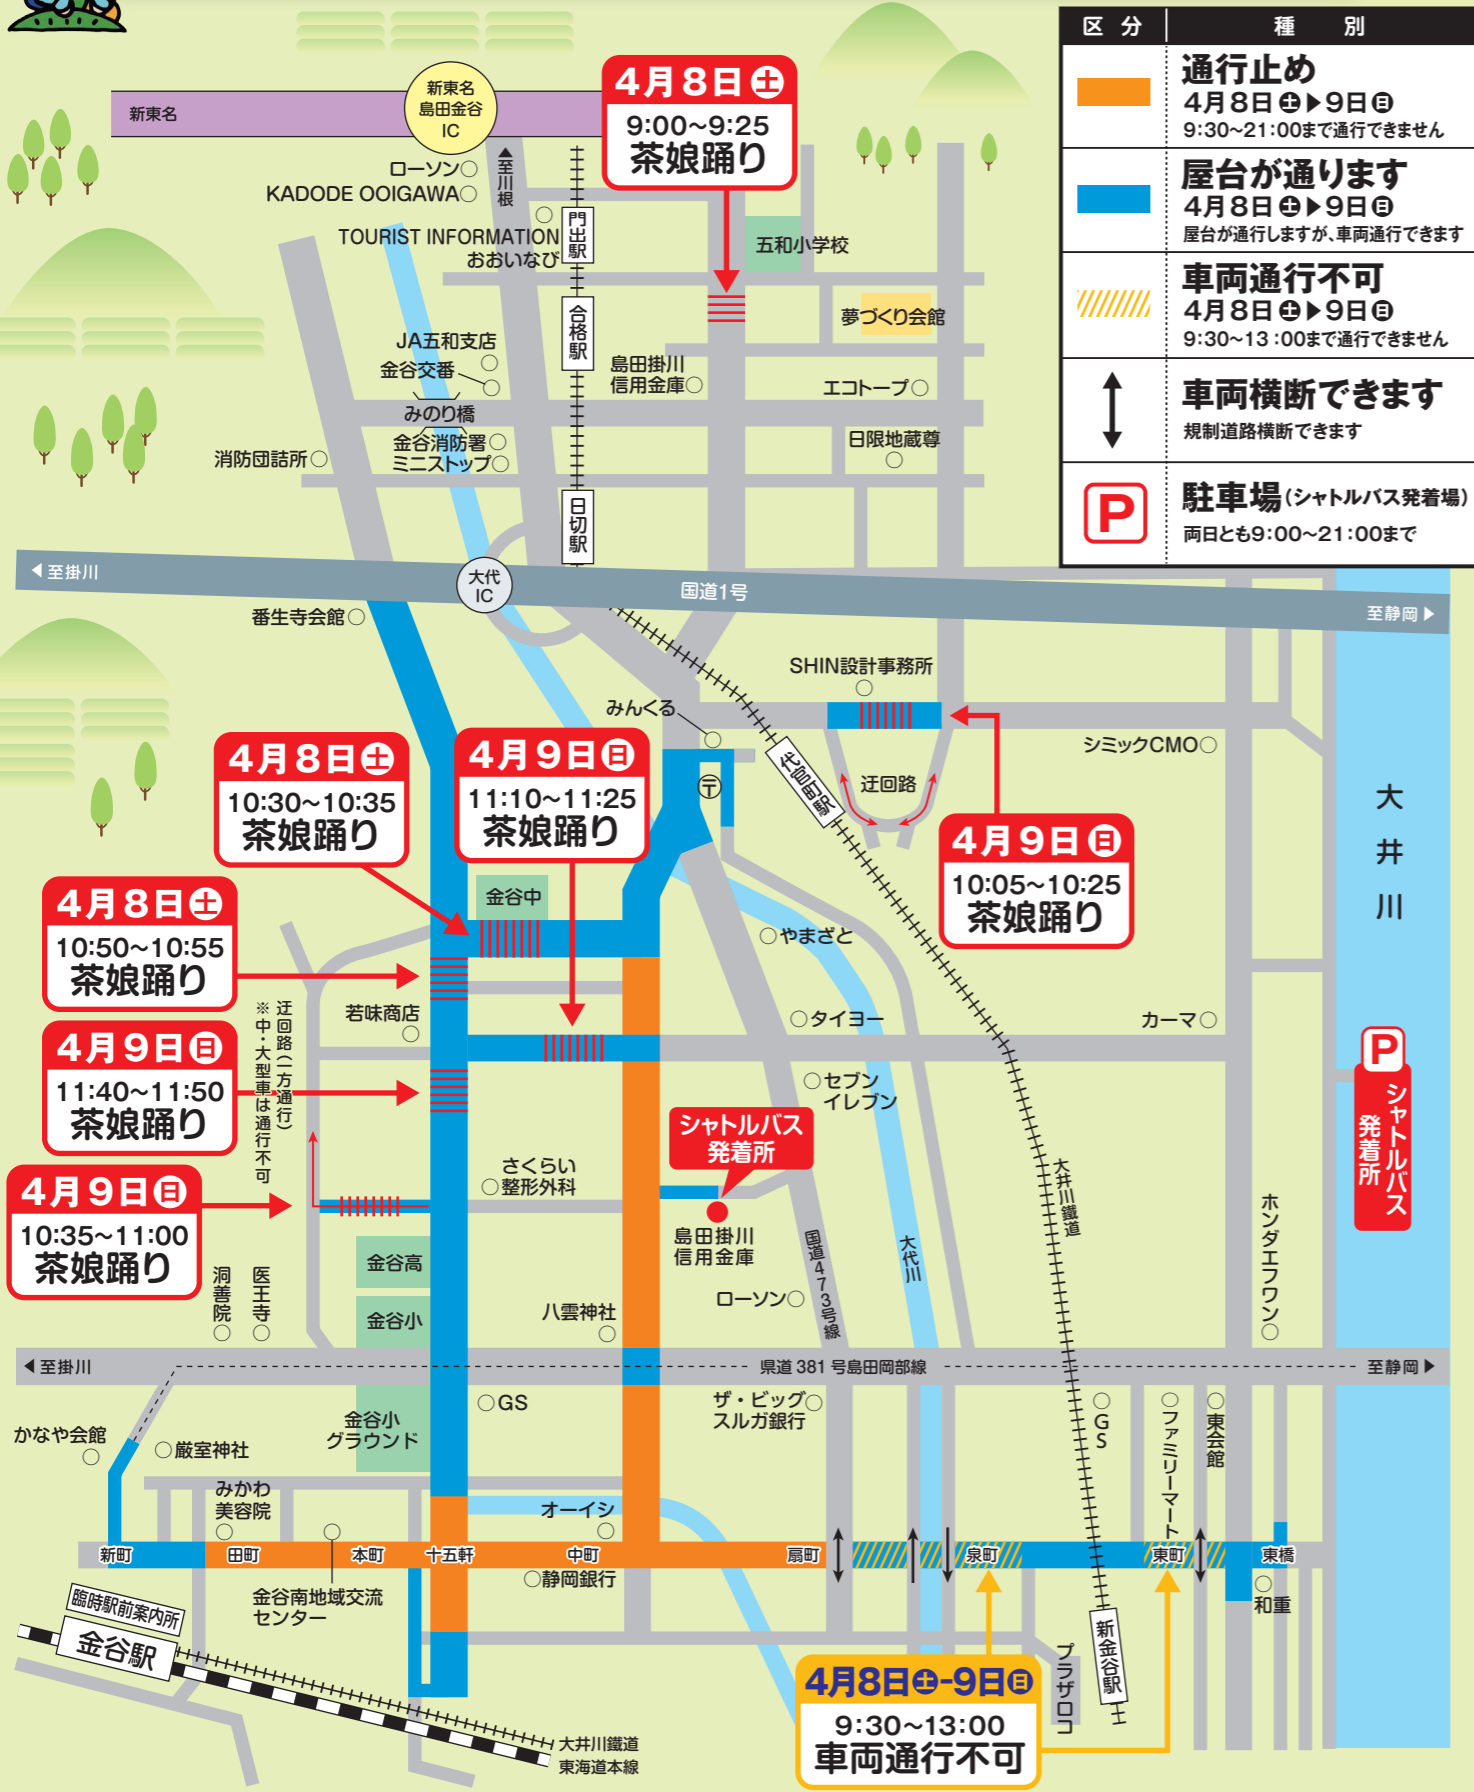 区分 種別
通行止め
4月8日土▶9日日
9:30〜21:00まで通行できません
屋台が通ります
4月8日土▶9日日
屋台が通行しますが、車両通行できます
車両通行不可
4月8日土▶9日日
9:30〜13:00まで通行できません
車両横断できます
規制道路横断できます
P
駐車場(シャトルバス発着場)
両日とも9:00〜21:00まで
新東名
新東名
島田金谷
IC
4月8日土
9:00〜9:25
茶娘踊り
ローソン
▲至川根
KADODE OOIGAWA
TOURIST INFORMATION
おおいなび
門出駅
五和小学校
合格駅
夢づくり会館
JA五和支店
金谷交番
島田掛川
信用金庫
エコトープ
みのり橋
金谷消防署
ミニストップ
消防団詰所
日限地蔵尊
日切駅
◀至掛川
大代
IC
国道1号
至静岡▶
番生寺会館
SHIN設計事務所
みんくる
シミックCMO
〒
代官町駅
迂回路
大井川
4月8日土
10:30〜10:35
茶娘踊り
4月9日日
11:10〜11:25
茶娘踊り
4月9日日
10:05〜10:25
茶娘踊り
金谷中
4月8日土
10:50〜10:55
茶娘踊り
やまざと
若味商店
タイヨー
カーマ
迂回路(一方通行)
※中・大型車は通行不可
4月9日日
11:40〜11:50
茶娘踊り
セブン
イレブン
P
シャトルバス
発着所
シャトルバス
発着所
さくらい
整形外科
4月9日日
10:35〜11:00
茶娘踊り
大井川鐵道
島田掛川
信用金庫
国道473号線
大代川
ホンダエフワン
金谷高
洞善院
医王寺
金谷小
八雲神社
ローソン
◀至掛川
県道381号島田岡部線
至静岡▶
GS
ザ・ビッグ
スルガ銀行
GS
ファミリーマート
東会館
かなや会館
厳室神社
金谷小
グラウンド
みかわ
美容院
オーイシ
新町
田町
本町
十五軒
中町
扇町
泉町
東町
東橋
静岡銀行
金谷南地域交流
センター
和重
臨時駅前案内所
金谷駅
新金谷駅
プラザロコ
4月8日土-9日日
9:30〜13:00
車両通行不可
大井川鐵道
東海道本線